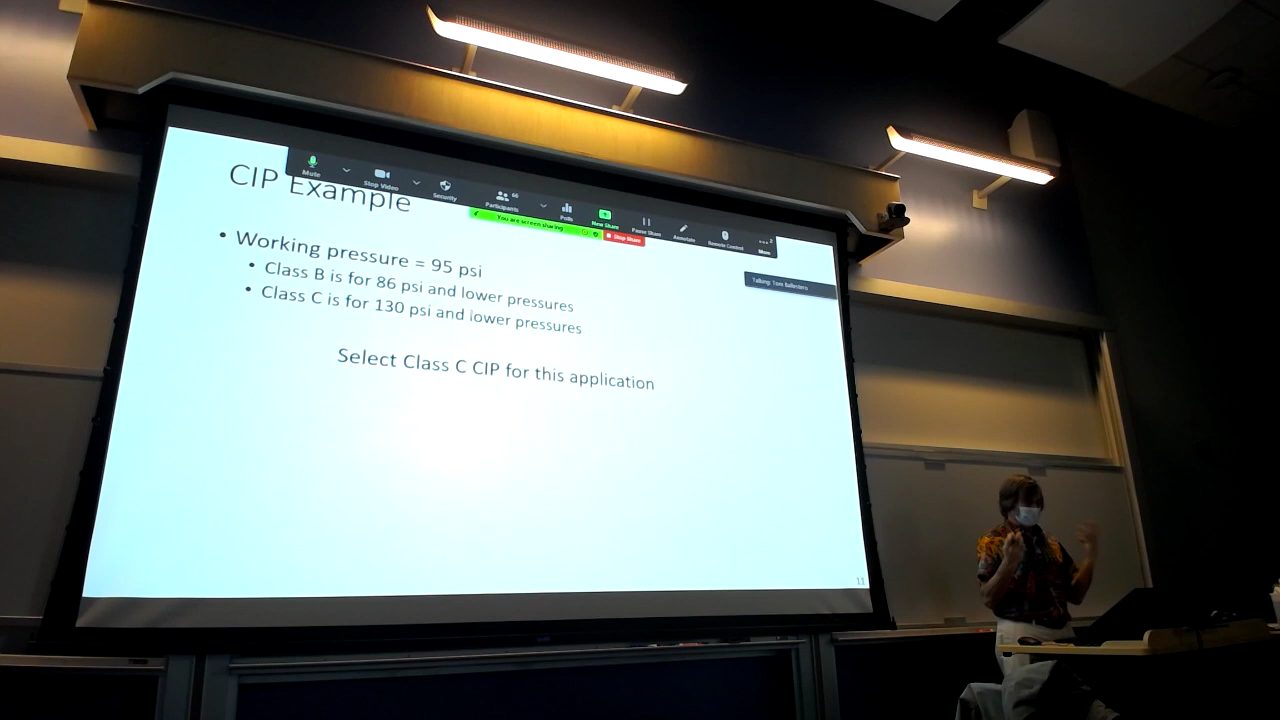 CIP Example
Mute
Stop Video
Security
Participants
66
Polls
New Share
Pause Share
Annotate
Remote Control
More
You are screen sharing
Stop Share
Talking: Tom Ballestero
• Working pressure = 95 psi
• Class B is for 86 psi and lower pressures
• Class C is for 130 psi and lower pressures
Select Class C CIP for this application
11